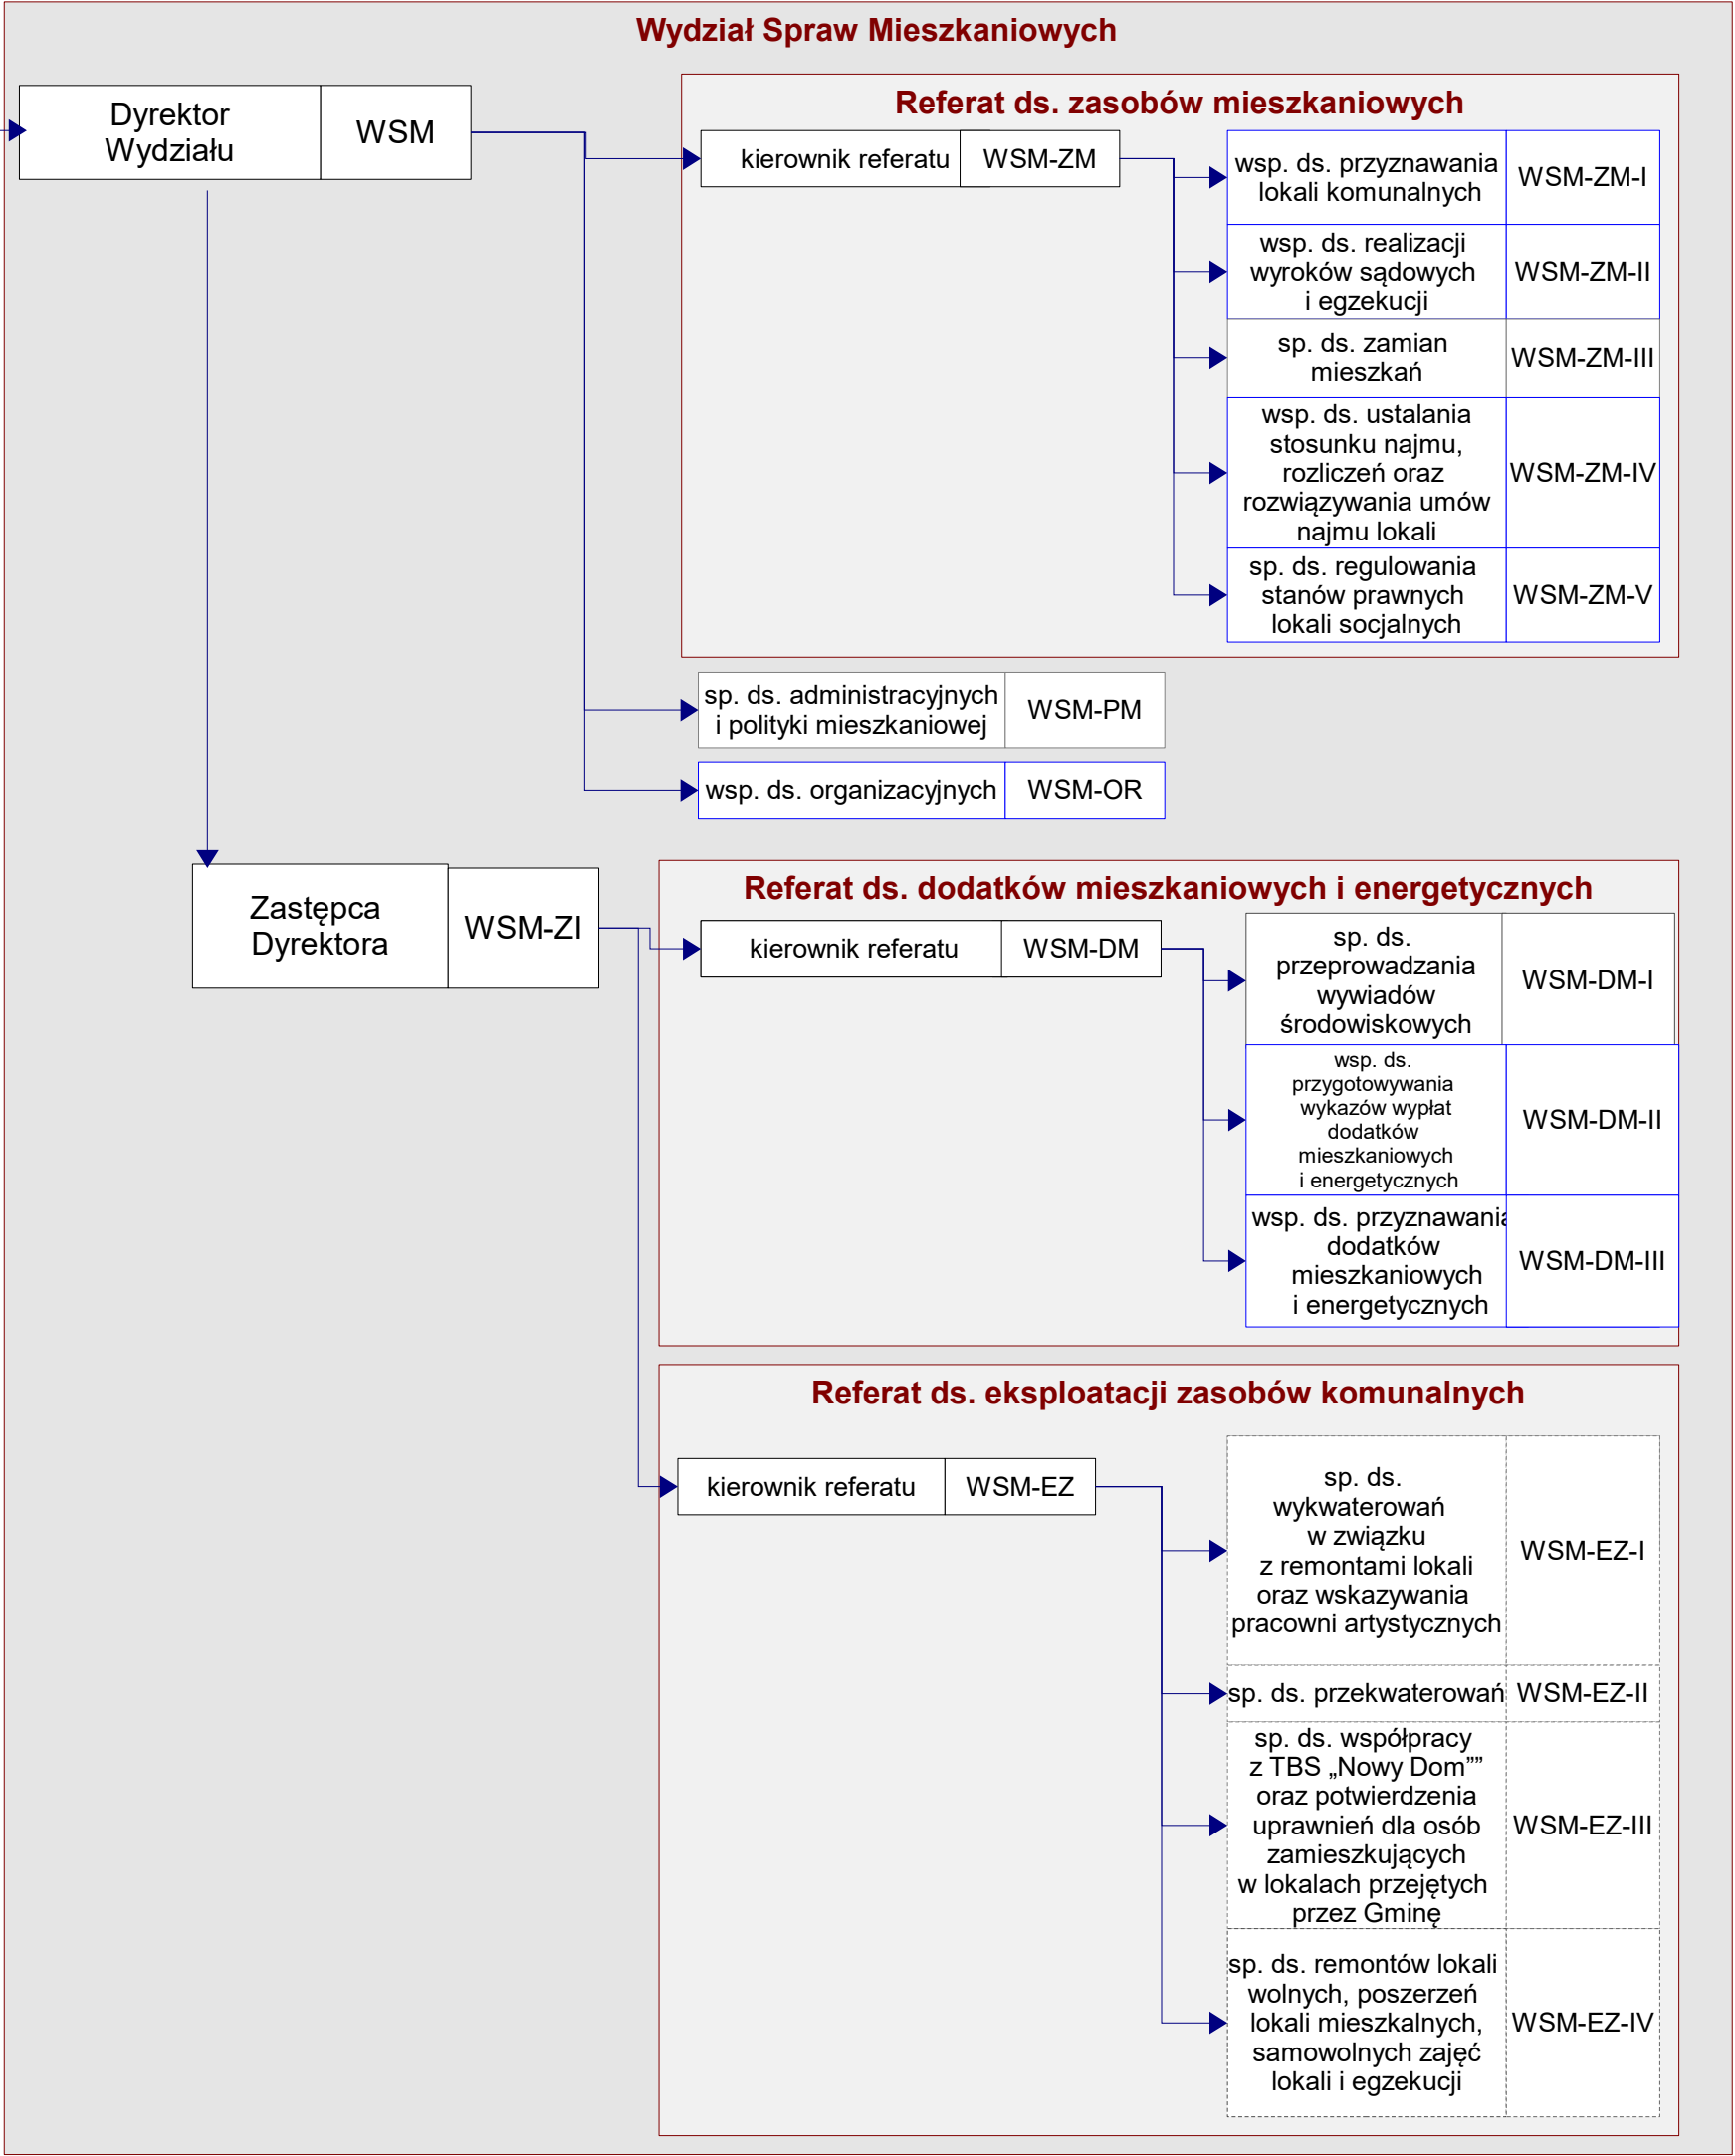 Wydział Spraw Mieszkaniowych
Dyrektor
Wydziału
WSM
Referat ds. zasobów mieszkaniowych
kierownik referatu
WSM-ZM
wsp. ds. przyznawania
lokali komunalnych
WSM-ZM-I
wsp. ds. realizacji
wyroków sądowych
i egzekucji
WSM-ZM-II
sp. ds. zamian
mieszkań
WSM-ZM-III
wsp. ds. ustalania
stosunku najmu,
rozliczeń oraz
rozwiązywania umów
najmu lokali
WSM-ZM-IV
sp. ds. regulowania
stanów prawnych
lokali socjalnych
WSM-ZM-V
sp. ds. administracyjnych
i polityki mieszkaniowej
WSM-PM
wsp. ds. organizacyjnych
WSM-OR
Zastępca
Dyrektora
WSM-ZI
Referat ds. dodatków mieszkaniowych i energetycznych
kierownik referatu
WSM-DM
sp. ds.
przeprowadzania
wywiadów
środowiskowych
WSM-DM-I
wsp. ds.
przygotowywania
wykazów wypłat
dodatków
mieszkaniowych
i energetycznych
WSM-DM-II
wsp. ds. przyznawania
dodatków
mieszkaniowych
i energetycznych
WSM-DM-III
Referat ds. eksploatacji zasobów komunalnych
kierownik referatu
WSM-EZ
sp. ds.
wykwaterowań
w związku
z remontami lokali
oraz wskazywania
pracowni artystycznych
WSM-EZ-I
sp. ds. przekwaterowań
WSM-EZ-II
sp. ds. współpracy
z TBS „Nowy Dom””
oraz potwierdzenia
uprawnień dla osób
zamieszkujących
w lokalach przejętych
przez Gminę
WSM-EZ-III
sp. ds. remontów lokali
wolnych, poszerzeń
lokali mieszkalnych,
samowolnych zajęć
lokali i egzekucji
WSM-EZ-IV